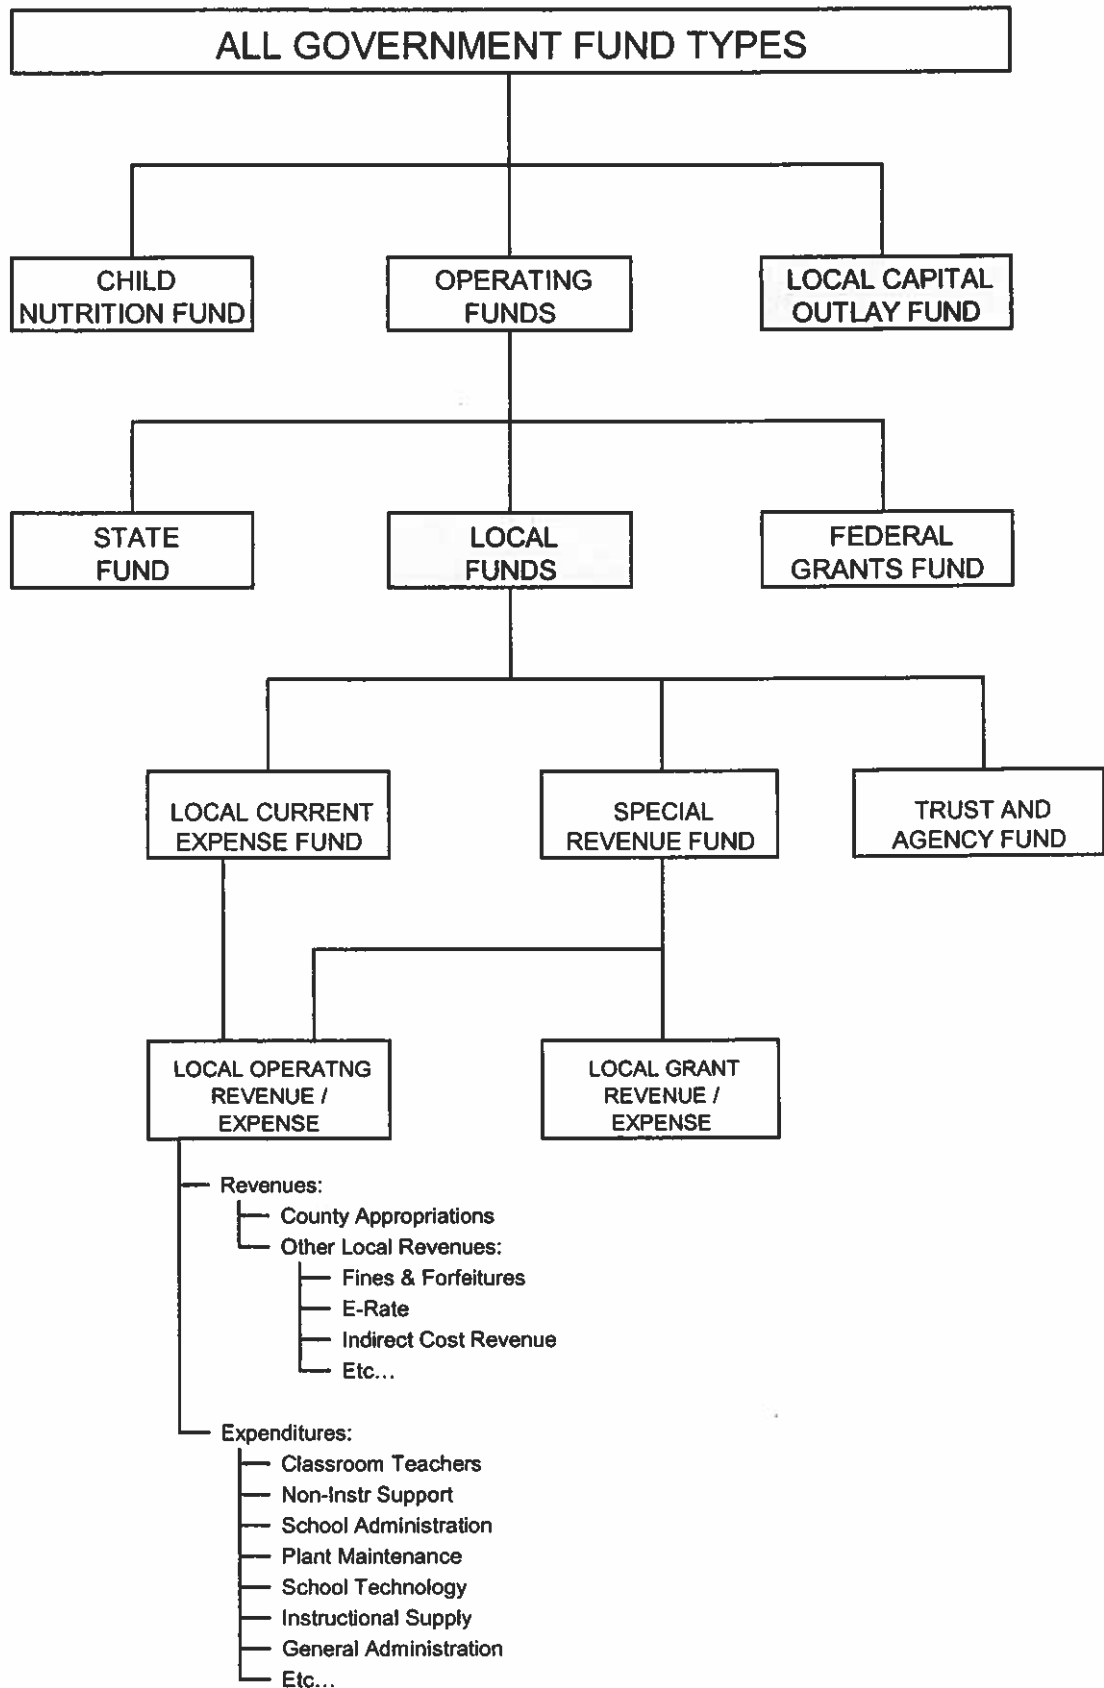 ALL GOVERNMENT FUND TYPES
CHILD
NUTRITION FUND
OPERATING
FUNDS
LOCAL CAPITAL
OUTLAY FUND
STATE
FUND
LOCAL
FUNDS
FEDERAL
GRANTS FUND
LOCAL CURRENT
EXPENSE FUND
SPECIAL
REVENUE FUND
TRUST AND
AGENCY FUND
LOCAL OPERATNG
REVENUE /
EXPENSE
LOCAL GRANT
REVENUE /
EXPENSE
Revenues:
County Appropriations
Other Local Revenues:
Fines & Forfeitures
E-Rate
Indirect Cost Revenue
Etc...
Expenditures:
Classroom Teachers
Non-Instr Support
School Administration
Plant Maintenance
School Technology
Instructional Supply
General Administration
Etc...